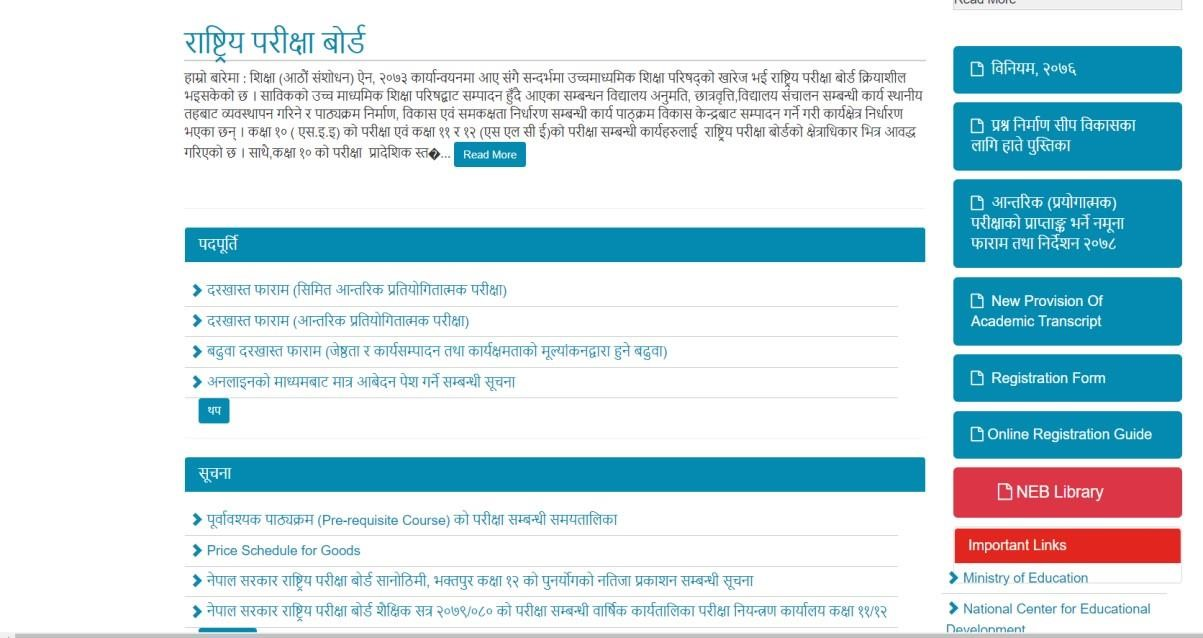 Read More
राष्ट्रिय परीक्षा बोर्ड
हाम्रो बारेमा : शिक्षा (आठौं संशोधन) ऐन, २०७३ कार्यान्वयनमा आए संगै सन्दर्भमा उच्चमाध्यमिक शिक्षा परिषद्को खारेज भई राष्ट्रिय परीक्षा बोर्ड क्रियाशील
भइसकेको छ । साविकको उच्च माध्यमिक शिक्षा परिषद्बाट सम्पादन हुँदै आएका सम्बन्धन विद्यालय अनुमति, छात्रवृत्ति,विद्यालय संचालन सम्बन्धी कार्य स्थानीय
तहबाट व्यवस्थापन गरिने र पाठ्यक्रम निर्माण, विकास एवं समकक्षता निर्धारण सम्बन्धी कार्य पाठ्क्रम विकास केन्द्रबाट सम्पादन गर्ने गरी कार्यक्षेत्र निर्धारण
भएका छन् । कक्षा १० ( एस.इ.इ) को परीक्षा एवं कक्षा ११ र १२ (एस एल सी ई)को परीक्षा सम्बन्धी कार्यहरुलाई राष्ट्रिय परीक्षा बोर्डको क्षेत्राधिकार भित्र आवद्ध
गरिएको छ । साथै,कक्षा १० को परीक्षा प्रादेशिक स्त�... Read More
पदपूर्ति
दरखास्त फाराम (सिमित आन्तरिक प्रतियोगितात्मक परीक्षा)
दरखास्त फाराम (आन्तरिक प्रतियोगितात्मक परीक्षा)
बढुवा दरखास्त फाराम (जेष्ठता र कार्यसम्पादन तथा कार्यक्षमताको मूल्यांकनद्वारा हुने बढुवा)
अनलाइनको माध्यमबाट मात्र आबेदन पेश गर्ने सम्बन्धी सूचना
थप
सूचना
पूर्वावश्यक पाठ्यक्रम (Pre-requisite Course) को परीक्षा सम्बन्धी समयतालिका
Price Schedule for Goods
नेपाल सरकार राष्ट्रिय परीक्षा बोर्ड सानोठिमी, भक्तपुर कक्षा १२ को पुनर्योगको नतिजा प्रकाशन सम्बन्धी सूचना
नेपाल सरकार राष्ट्रिय परीक्षा बोर्ड शैक्षिक सत्र २०७९/०८० को परीक्षा सम्बन्धी वार्षिक कार्यतालिका परीक्षा नियन्त्रण कार्यालय कक्षा ११/१२
विनियम, २०७६
प्रश्न निर्माण सीप विकासका
लागि हाते पुस्तिका
आन्तरिक (प्रयोगात्मक)
परीक्षाको प्राप्ताङ्क भर्ने नमूना
फाराम तथा निर्देशन २०७८
New Provision Of
Academic Transcript
Registration Form
Online Registration Guide
NEB Library
Important Links
Ministry of Education
National Center for Educational
Development